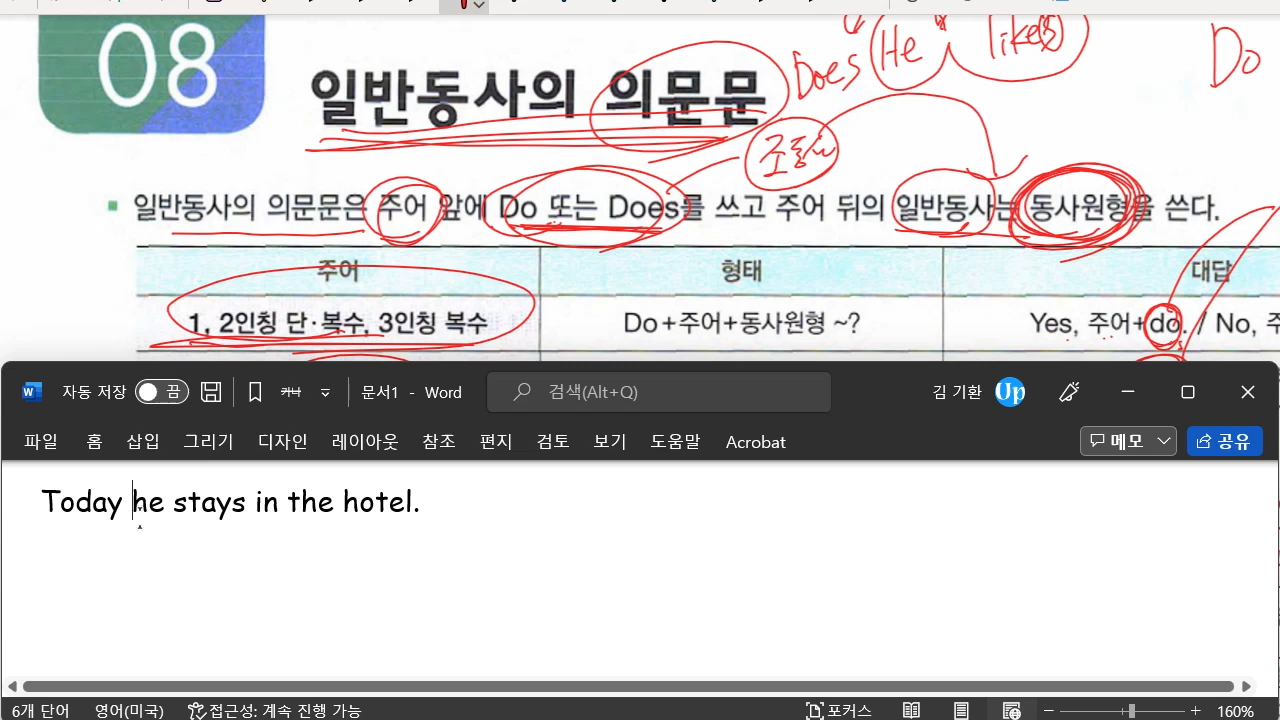 08
일반동사의 의문문
Does He likes
Do
조동사
일반동사의 의문문은 주어 앞에 Do 또는 Does를 쓰고 주어 뒤의 일반동사는 동사원형을 쓴다.
주어 형태 대답
1, 2인칭 단·복수, 3인칭 복수 Do+주어+동사원형 ~? Yes, 주어+do. / No, 주
자동 저장 끔 가나 문서1 - Word 검색(Alt+Q) 김 기환 Up
파일 홈 삽입 그리기 디자인 레이아웃 참조 편지 검토 보기 도움말 Acrobat 메모 공유
Today he stays in the hotel.
6개 단어 영어(미국) 접근성: 계속 진행 가능 포커스 160%